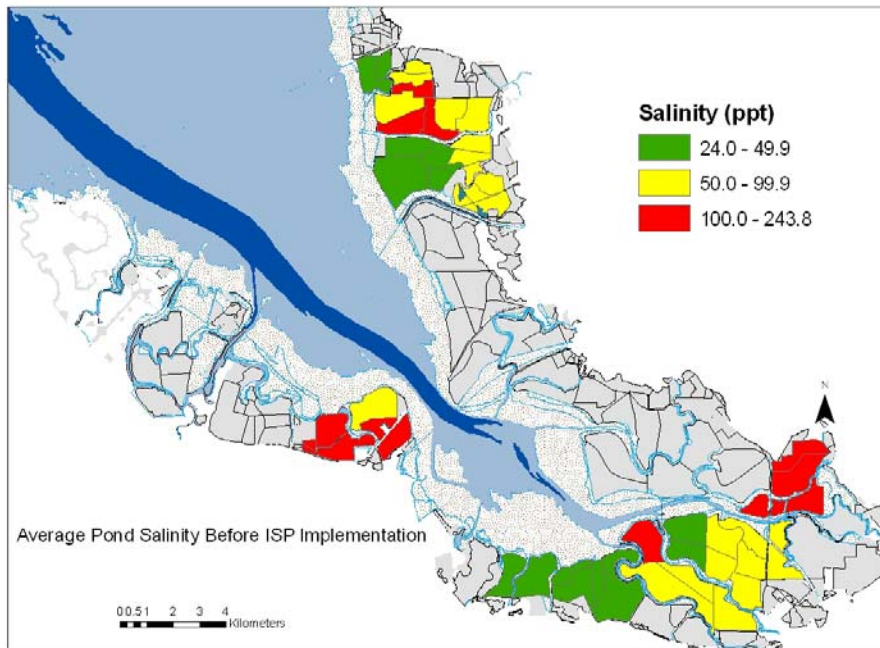 Salinity (ppt)
24.0 - 49.9
50.0 - 99.9
100.0 - 243.8
N
Average Pond Salinity Before ISP Implementation
0 0.5 1 2 3 4
Kilometers